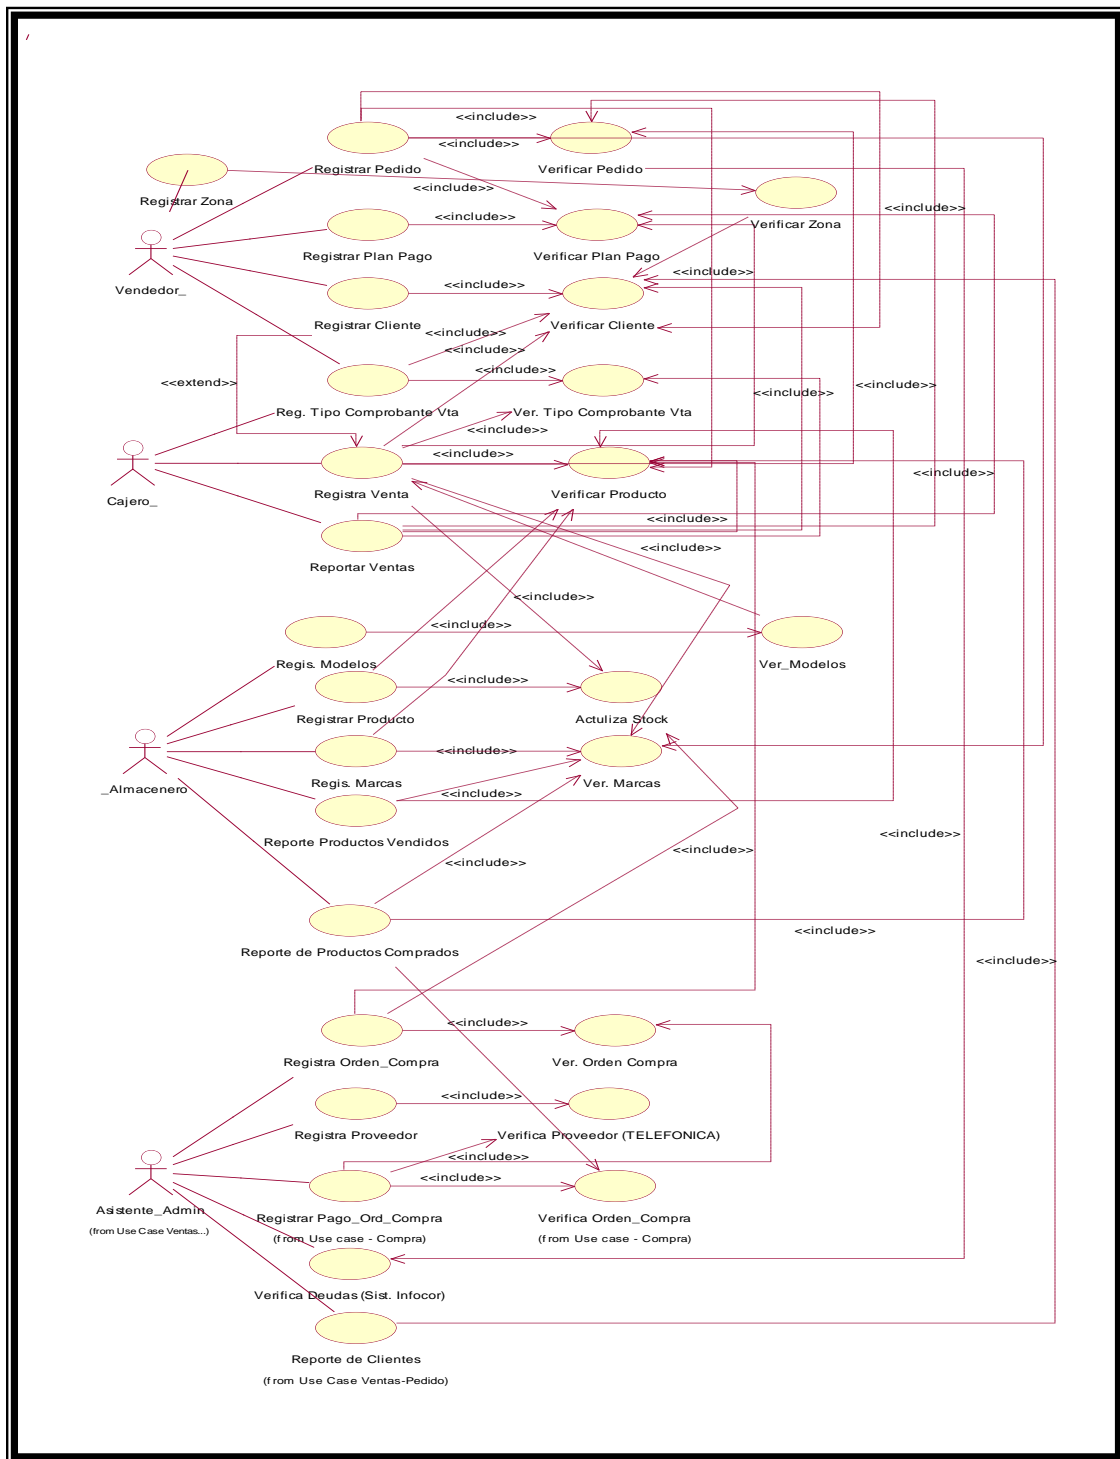 <<include>>
<<include>>
Registrar Pedido
Verificar Pedido
<<include>>
Registrar Zona
<<include>>
Verificar Zona
<<include>>
Registrar Plan Pago
Verificar Plan Pago
<<include>>
Vendedor_
<<include>>
Registrar Cliente
Verificar Cliente
<<include>>
<<include>>
<<include>>
<<extend>>
<<include>>
Reg. Tipo Comprobante Vta
Ver. Tipo Comprobante Vta
<<include>>
<<include>>
<<include>>
Cajero_
Registra Venta
Verificar Producto
<<include>>
<<include>>
Reportar Ventas
<<include>>
<<include>>
<<include>>
Regis. Modelos
Ver_Modelos
<<include>>
Registrar Producto
Actuliza Stock
<<include>>
_Almacenero
Regis. Marcas
Ver. Marcas
<<include>>
Reporte Productos Vendidos
<<include>>
<<include>>
<<include>>
<<include>>
Reporte de Productos Comprados
<<include>>
<<include>>
Registra Orden_Compra
Ver. Orden Compra
<<include>>
Registra Proveedor
Verifica Proveedor (TELEFONICA)
<<include>>
<<include>>
Asistente_Admin
(from Use Case Ventas...)
Registrar Pago_Ord_Compra
(from Use case - Compra)
Verifica Orden_Compra
(from Use case - Compra)
Verifica Deudas (Sist. Infocor)
Reporte de Clientes
(from Use Case Ventas-Pedido)